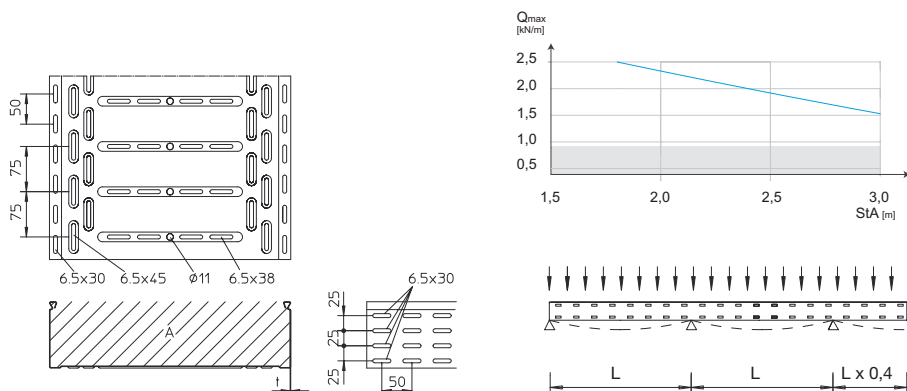 50
75
75
6.5x30
6.5x45
ϕ11
6.5x38
A
t
6.5x30
25
25
25
50
Qmax
[kN/m]
2,5
2,0
1,5
1,0
0,5
1,5
2,0
2,5
3,0
StA [m]
L
L
L x 0,4